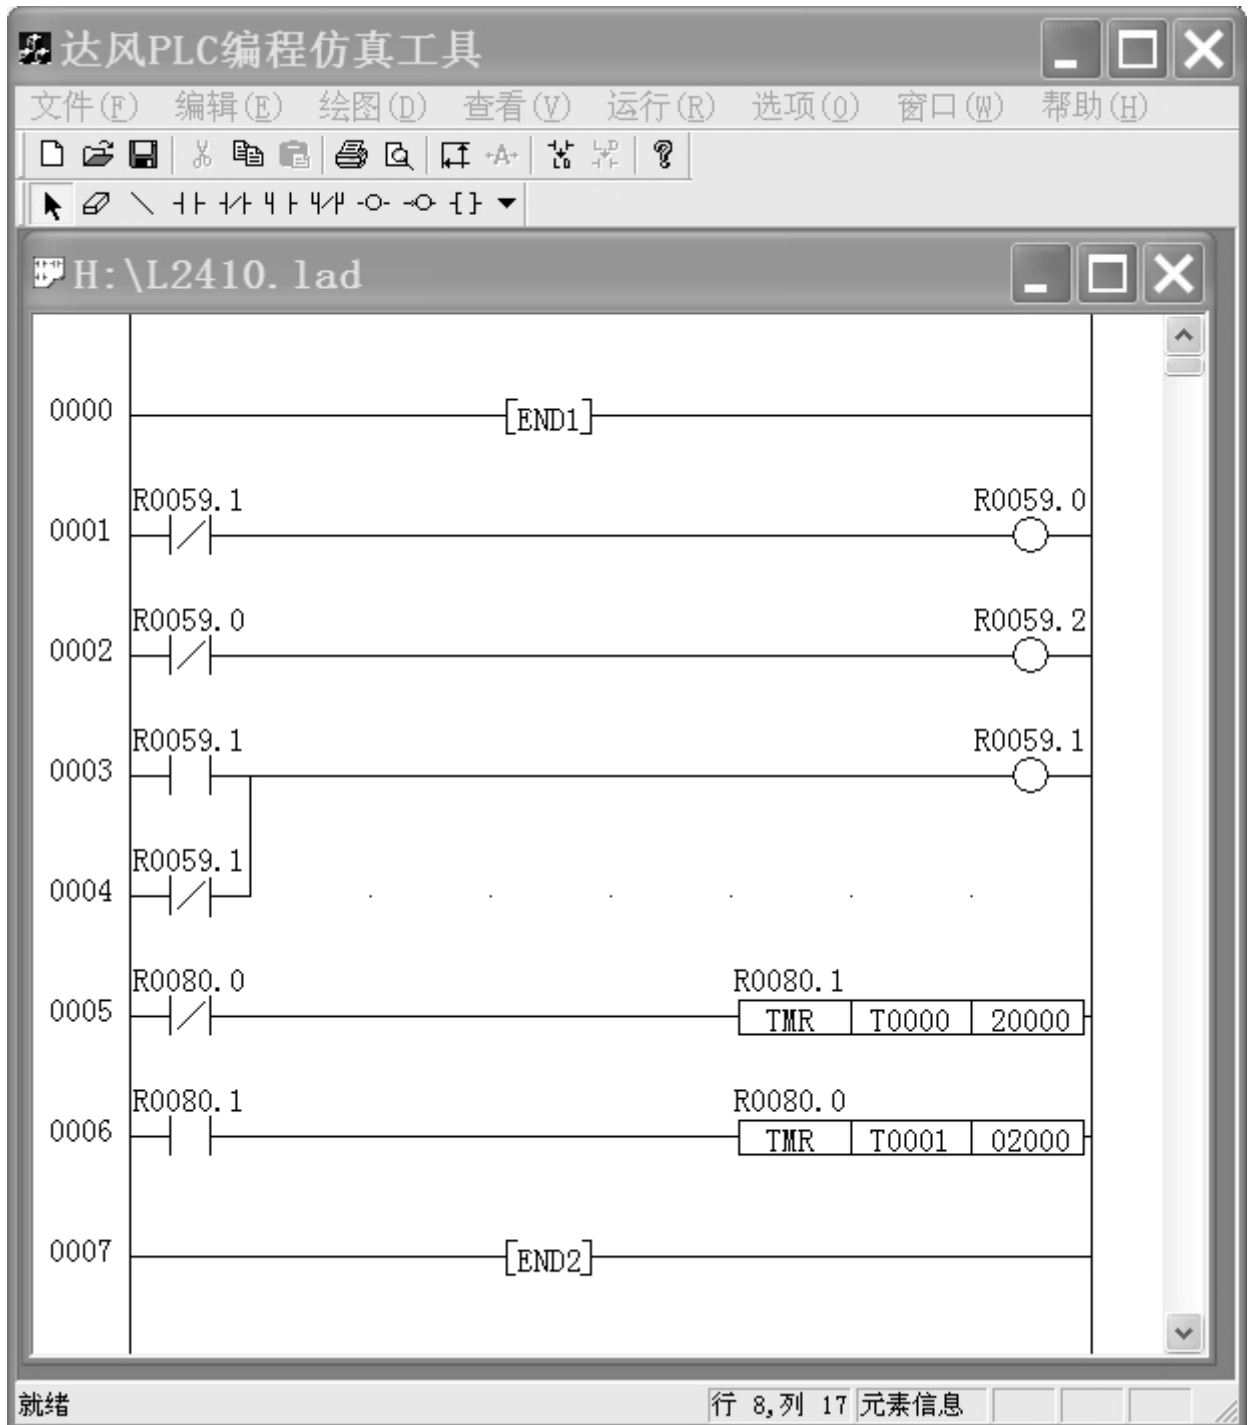 达风PLC编程仿真工具
文件(F) 编辑(E) 绘图(D) 查看(V) 运行(R) 选项(O) 窗口(W) 帮助(H)
H:\L2410.lad
0000 [END1]
R0059.1 R0059.0
0001
R0059.0 R0059.2
0002
R0059.1 R0059.1
0003
R0059.1
0004
R0080.0 R0080.1
0005 TMR T0000 20000
R0080.1 R0080.0
0006 TMR T0001 02000
0007 [END2]
就绪 行 8,列 17 元素信息